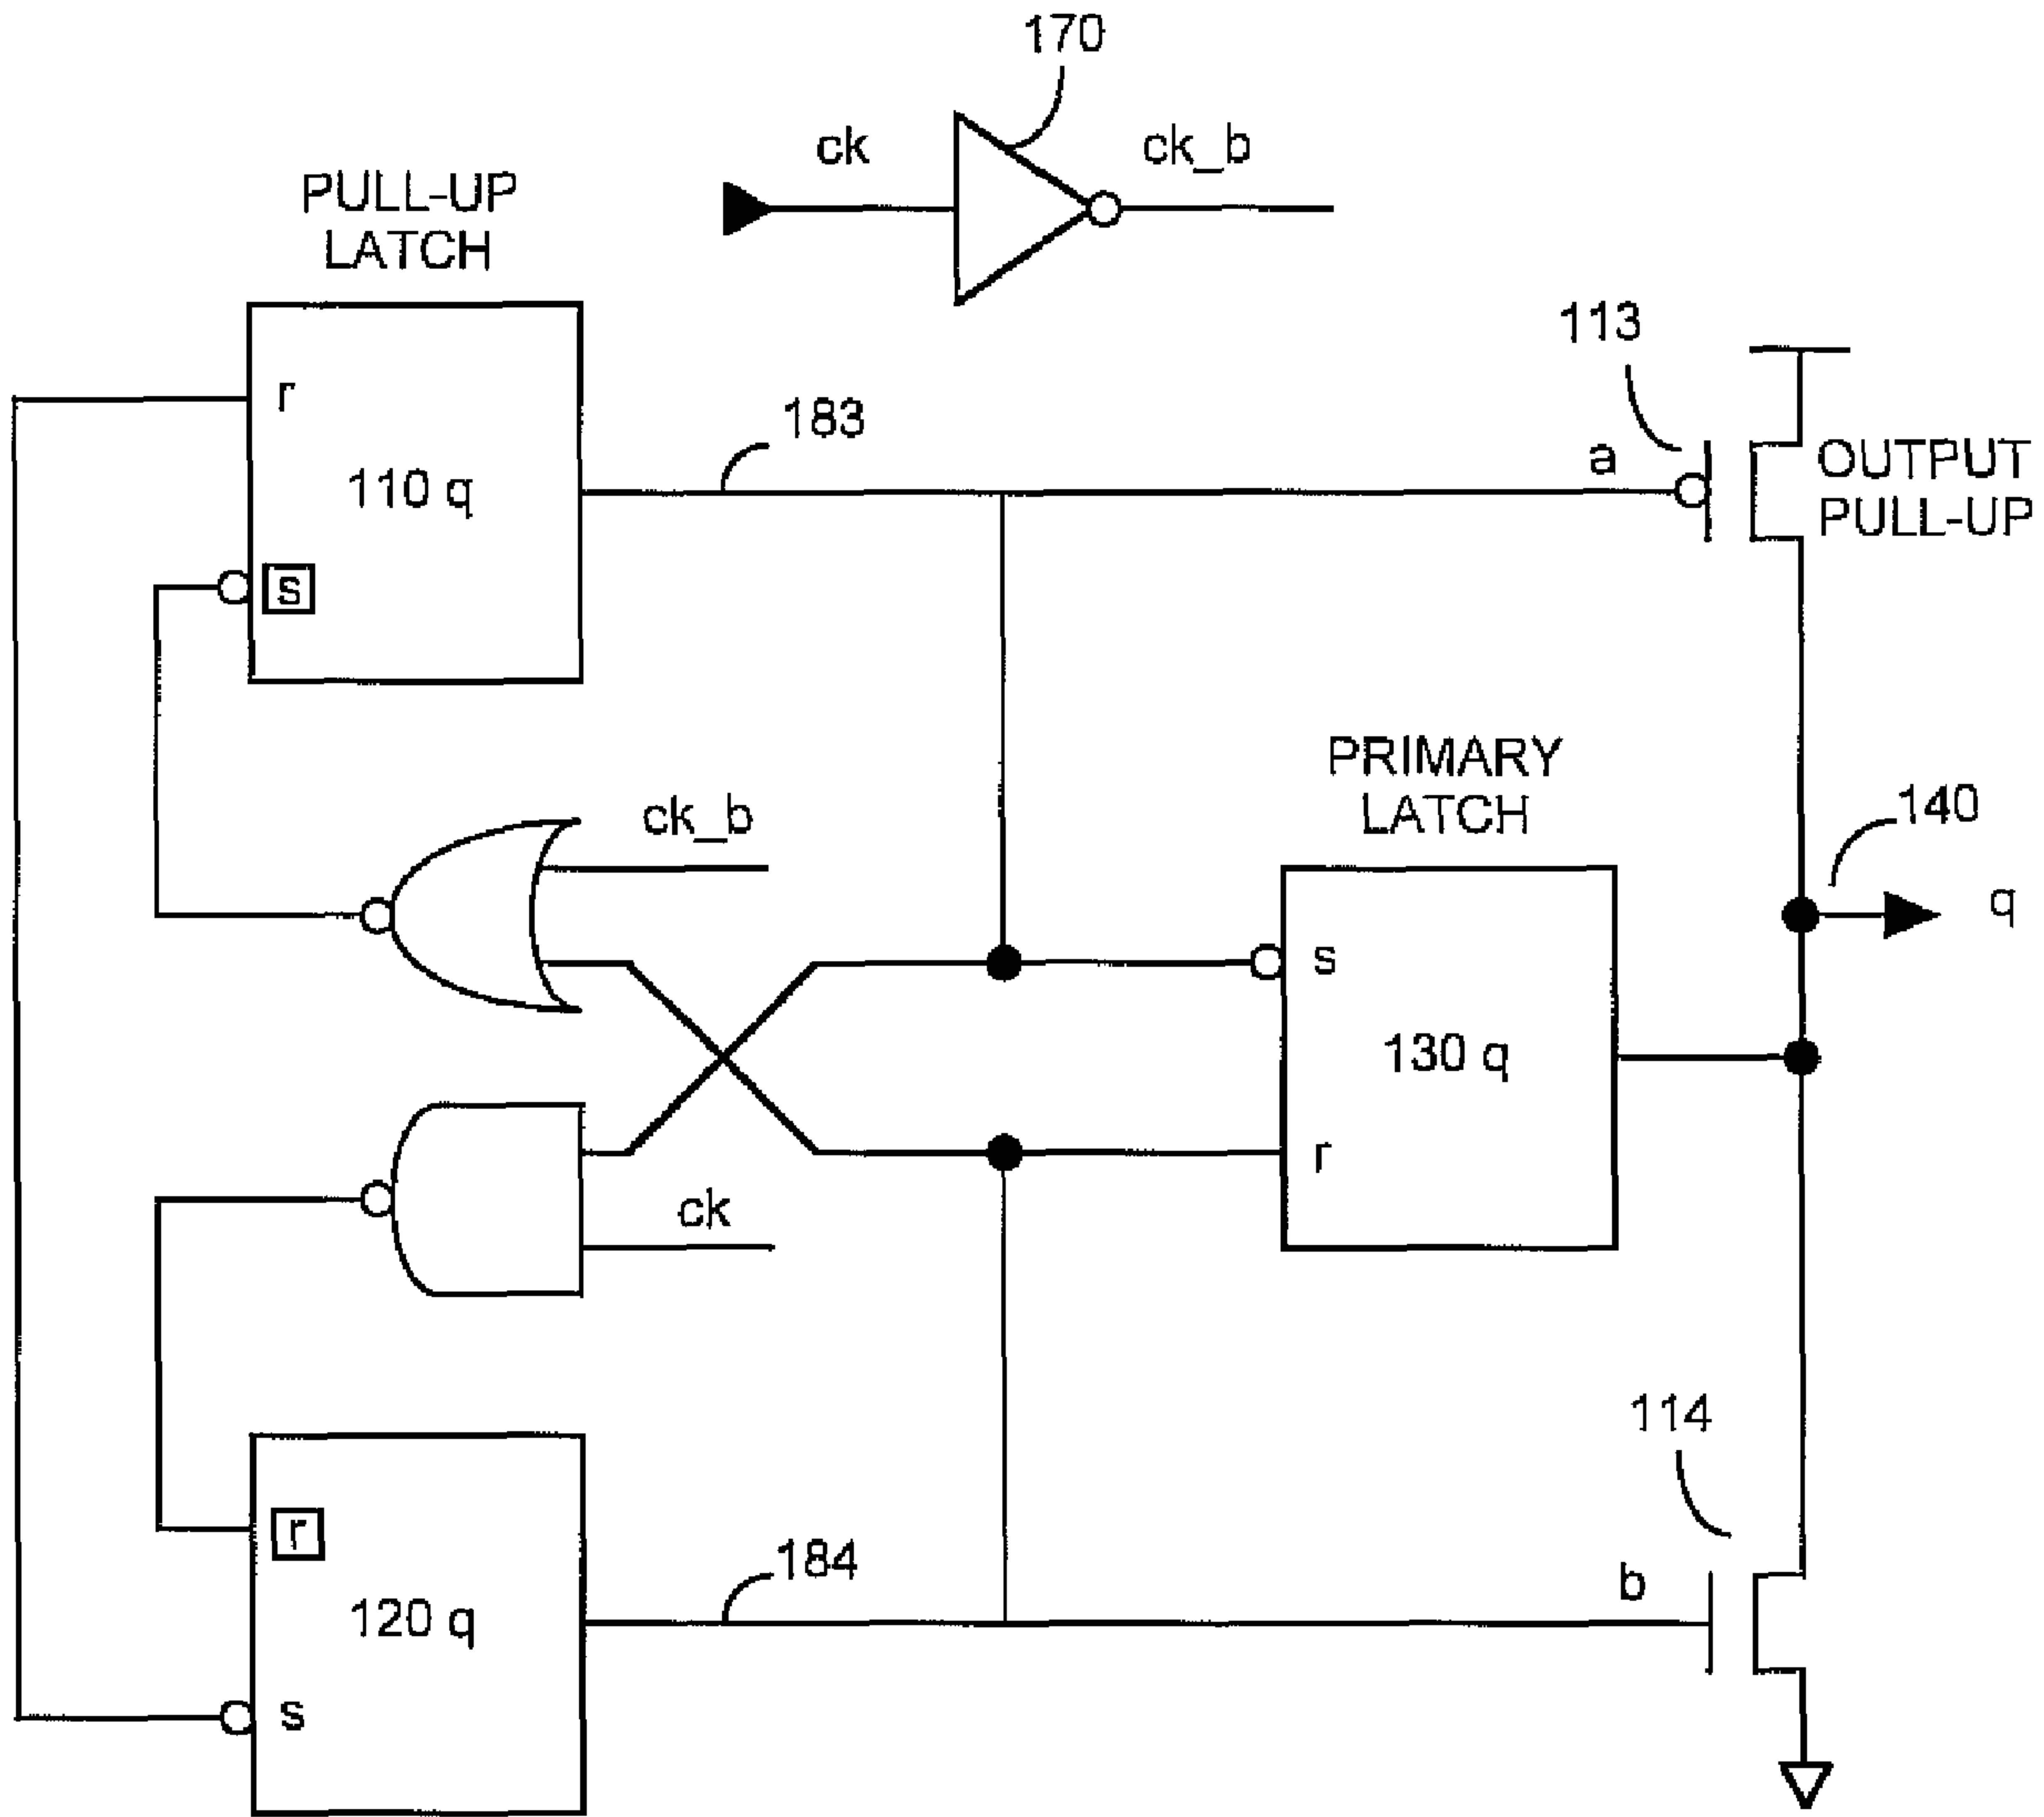 170
ck
ck_b
PULL-UP
LATCH
113
r
183
a
OUTPUT
PULL-UP
110 q
s
PRIMARY
LATCH
ck_b
140
q
s
130 q
r
ck
114
r
184
b
120 q
s